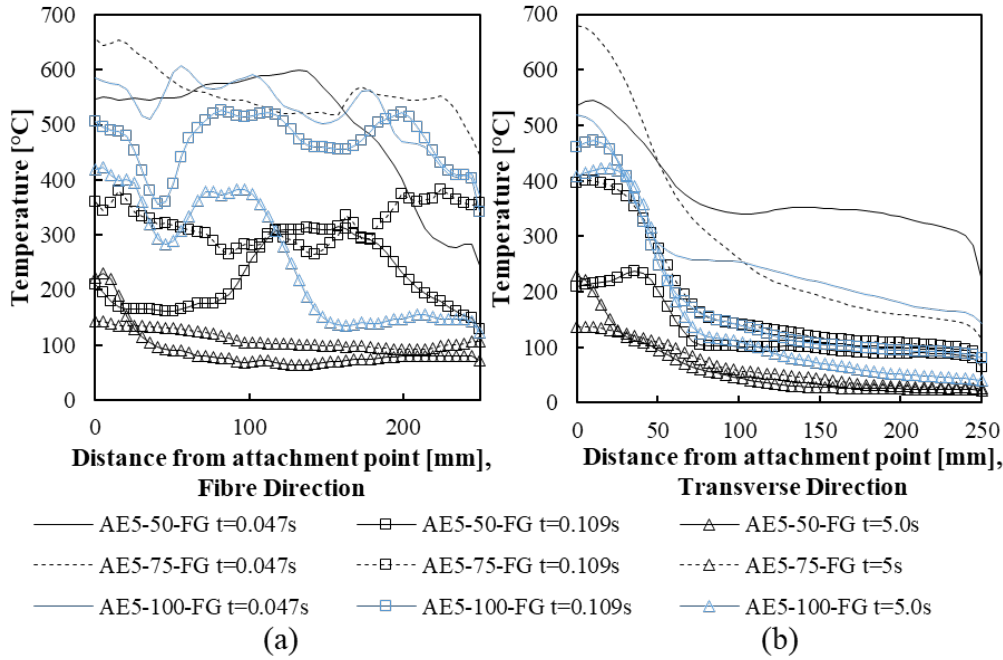 700
600
500
400
300
200
100
0
Temperature [°C]
0 100 200
Distance from attachment point [mm],
Fibre Direction
700
600
500
400
300
200
100
0
Temperature [°C]
0 50 100 150 200 250
Distance from attachment point [mm],
Transverse Direction
AE5-50-FG t=0.047s AE5-50-FG t=0.109s AE5-50-FG t=5.0s
AE5-75-FG t=0.047s AE5-75-FG t=0.109s AE5-75-FG t=5s
AE5-100-FG t=0.047s AE5-100-FG t=0.109s AE5-100-FG t=5.0s
(a) (b)